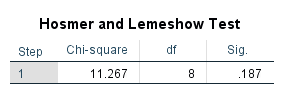 Hosmer and Lemeshow Test
Step Chi-square df Sig.
1 11.267 8 .187